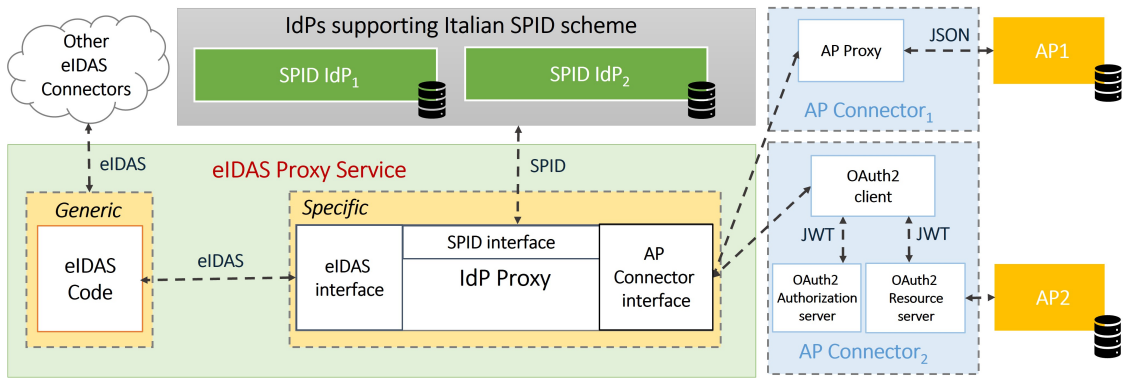 Other
eIDAS
Connectors
IdPs supporting Italian SPID scheme
SPID IdP1
SPID IdP2
AP Proxy
JSON
AP1
AP Connector1
eIDAS
eIDAS Proxy Service
SPID
Generic
eIDAS
Code
eIDAS
Specific
eIDAS
interface
SPID interface
IdP Proxy
AP
Connector
interface
OAuth2
client
JWT
JWT
OAuth2
Authorization
server
OAuth2
Resource
server
AP2
AP Connector2